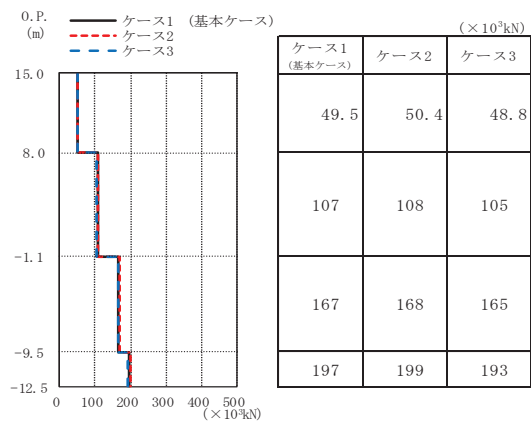 O.P.
(m)
ケース1 (基本ケース)
ケース2
ケース3
15.0
8.0
-1.1
-9.5
-12.5
0 100 200 300 400 500
(×10³kN)
(×10³kN)
ケース1
(基本ケース)
ケース2
ケース3
49.5 50.4 48.8
107 108 105
167 168 165
197 199 193